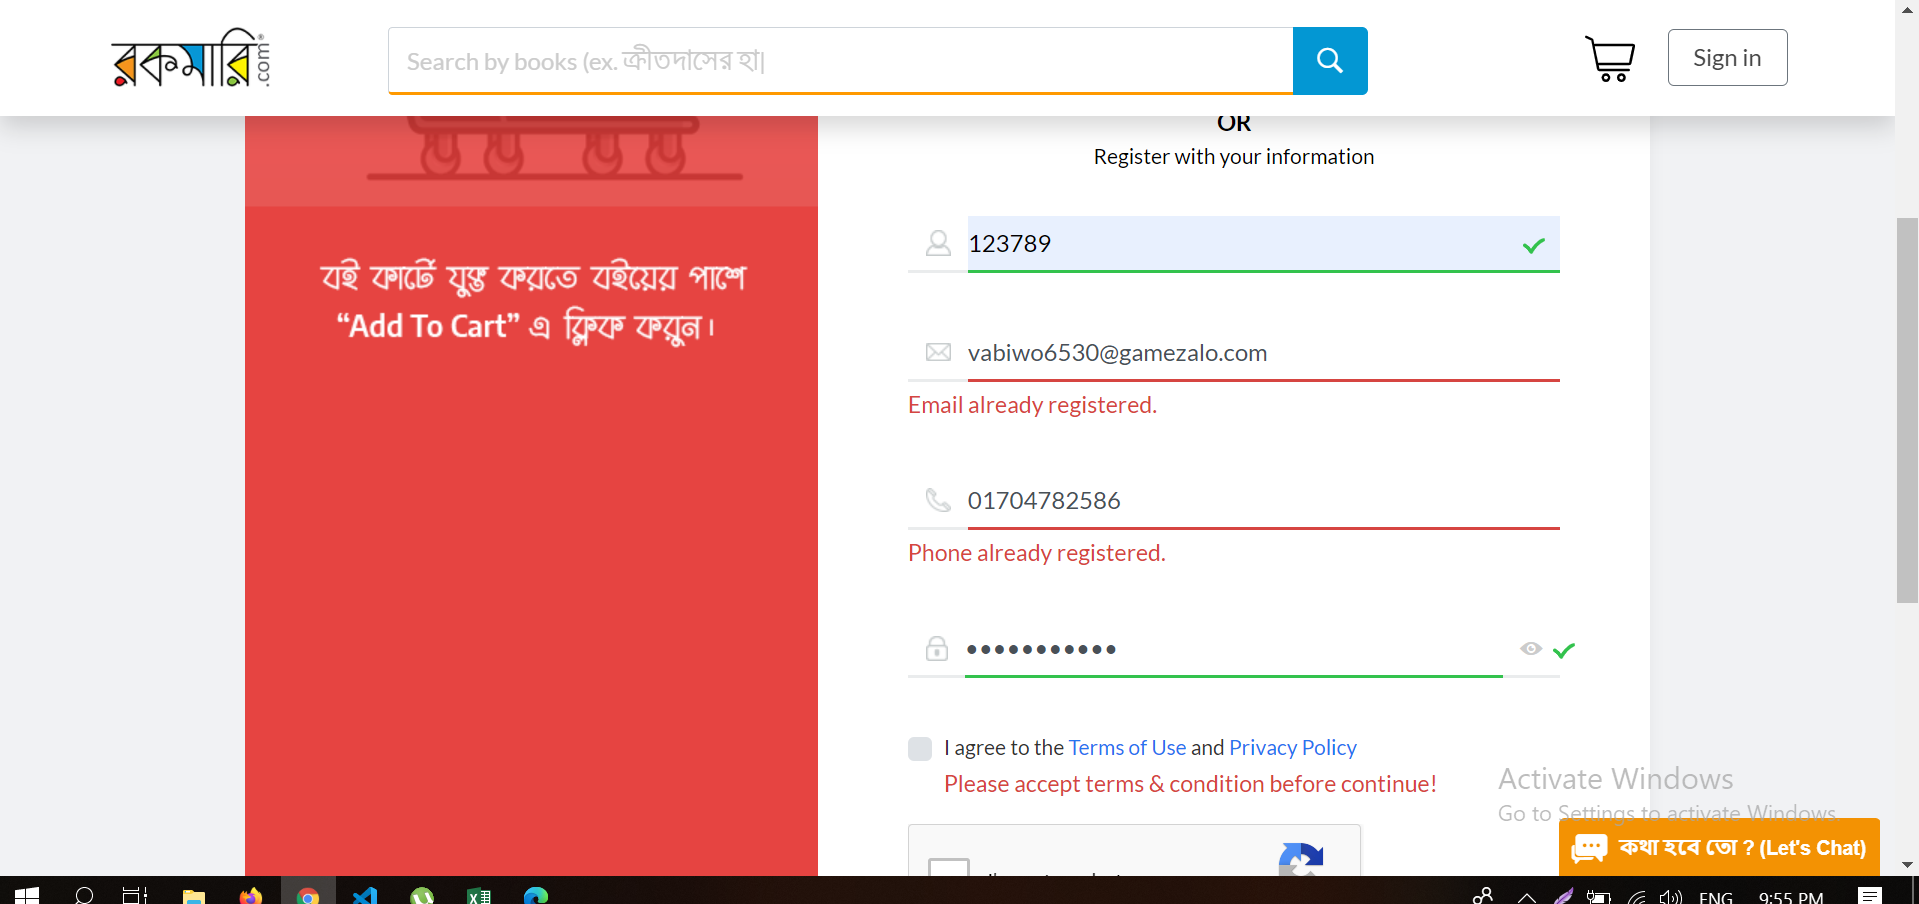 রকমারি.com
Search by books (ex. ক্রীতদাসের হা|
Sign in
OR
Register with your information
123789
বই কার্টে যুক্ত করতে বইয়ের পাশে
“Add To Cart” এ ক্লিক করুন।
vabiwo6530@gamezalo.com
Email already registered.
01704782586
Phone already registered.
•••••••••••
I agree to the Terms of Use and Privacy Policy
Please accept terms & condition before continue!
Activate Windows
Go to Settings to activate Windows.
কথা হবে তো ? (Let's Chat)
ENG
9:55 PM